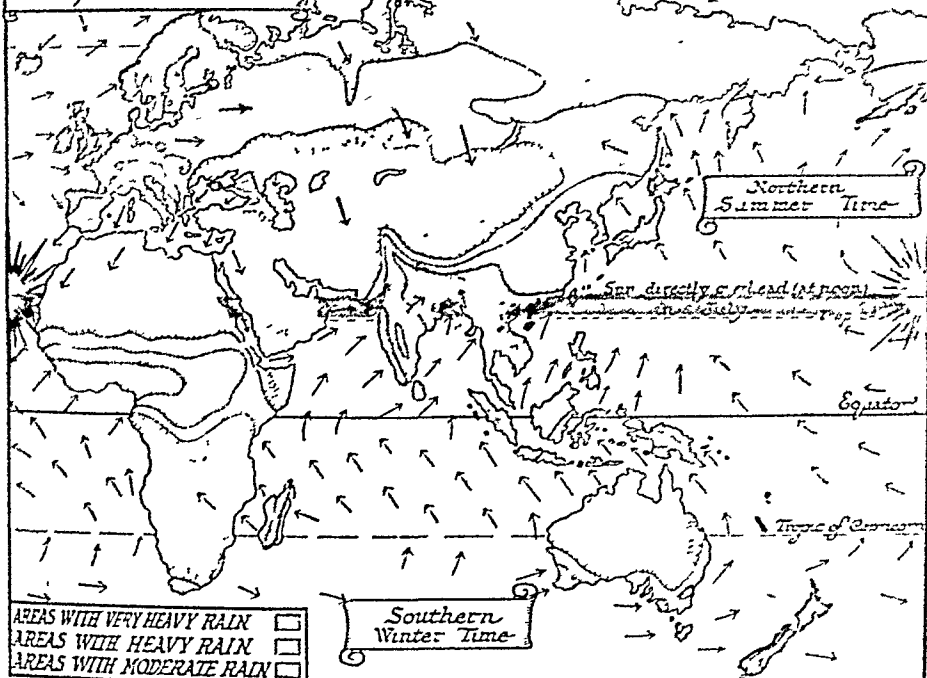 Northern
Summer Time
Sun directly overhead (at noon)
Equator
Tropic of
Southern
Winter Time
AREAS WITH VERY HEAVY RAIN
AREAS WITH HEAVY RAIN
AREAS WITH MODERATE RAIN